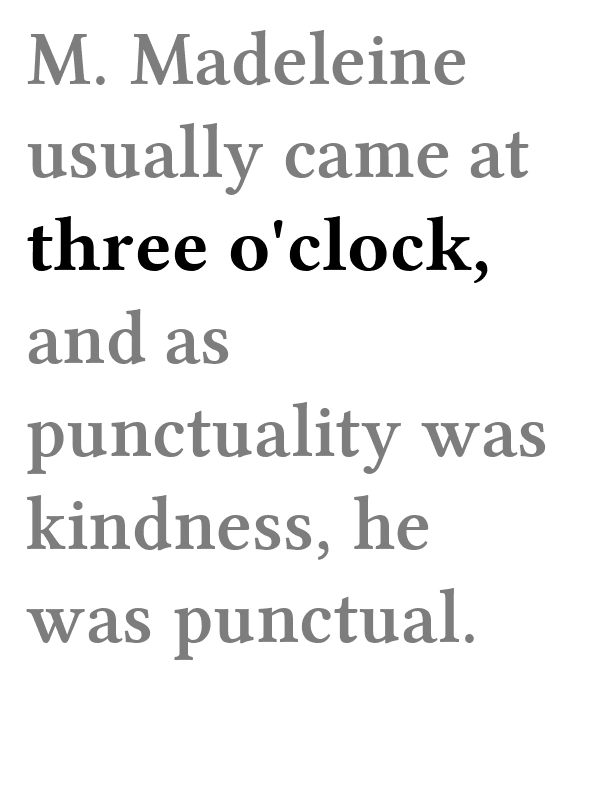 M. Madeleine
usually came at
three o'clock,
and as
punctuality was
kindness, he
was punctual.